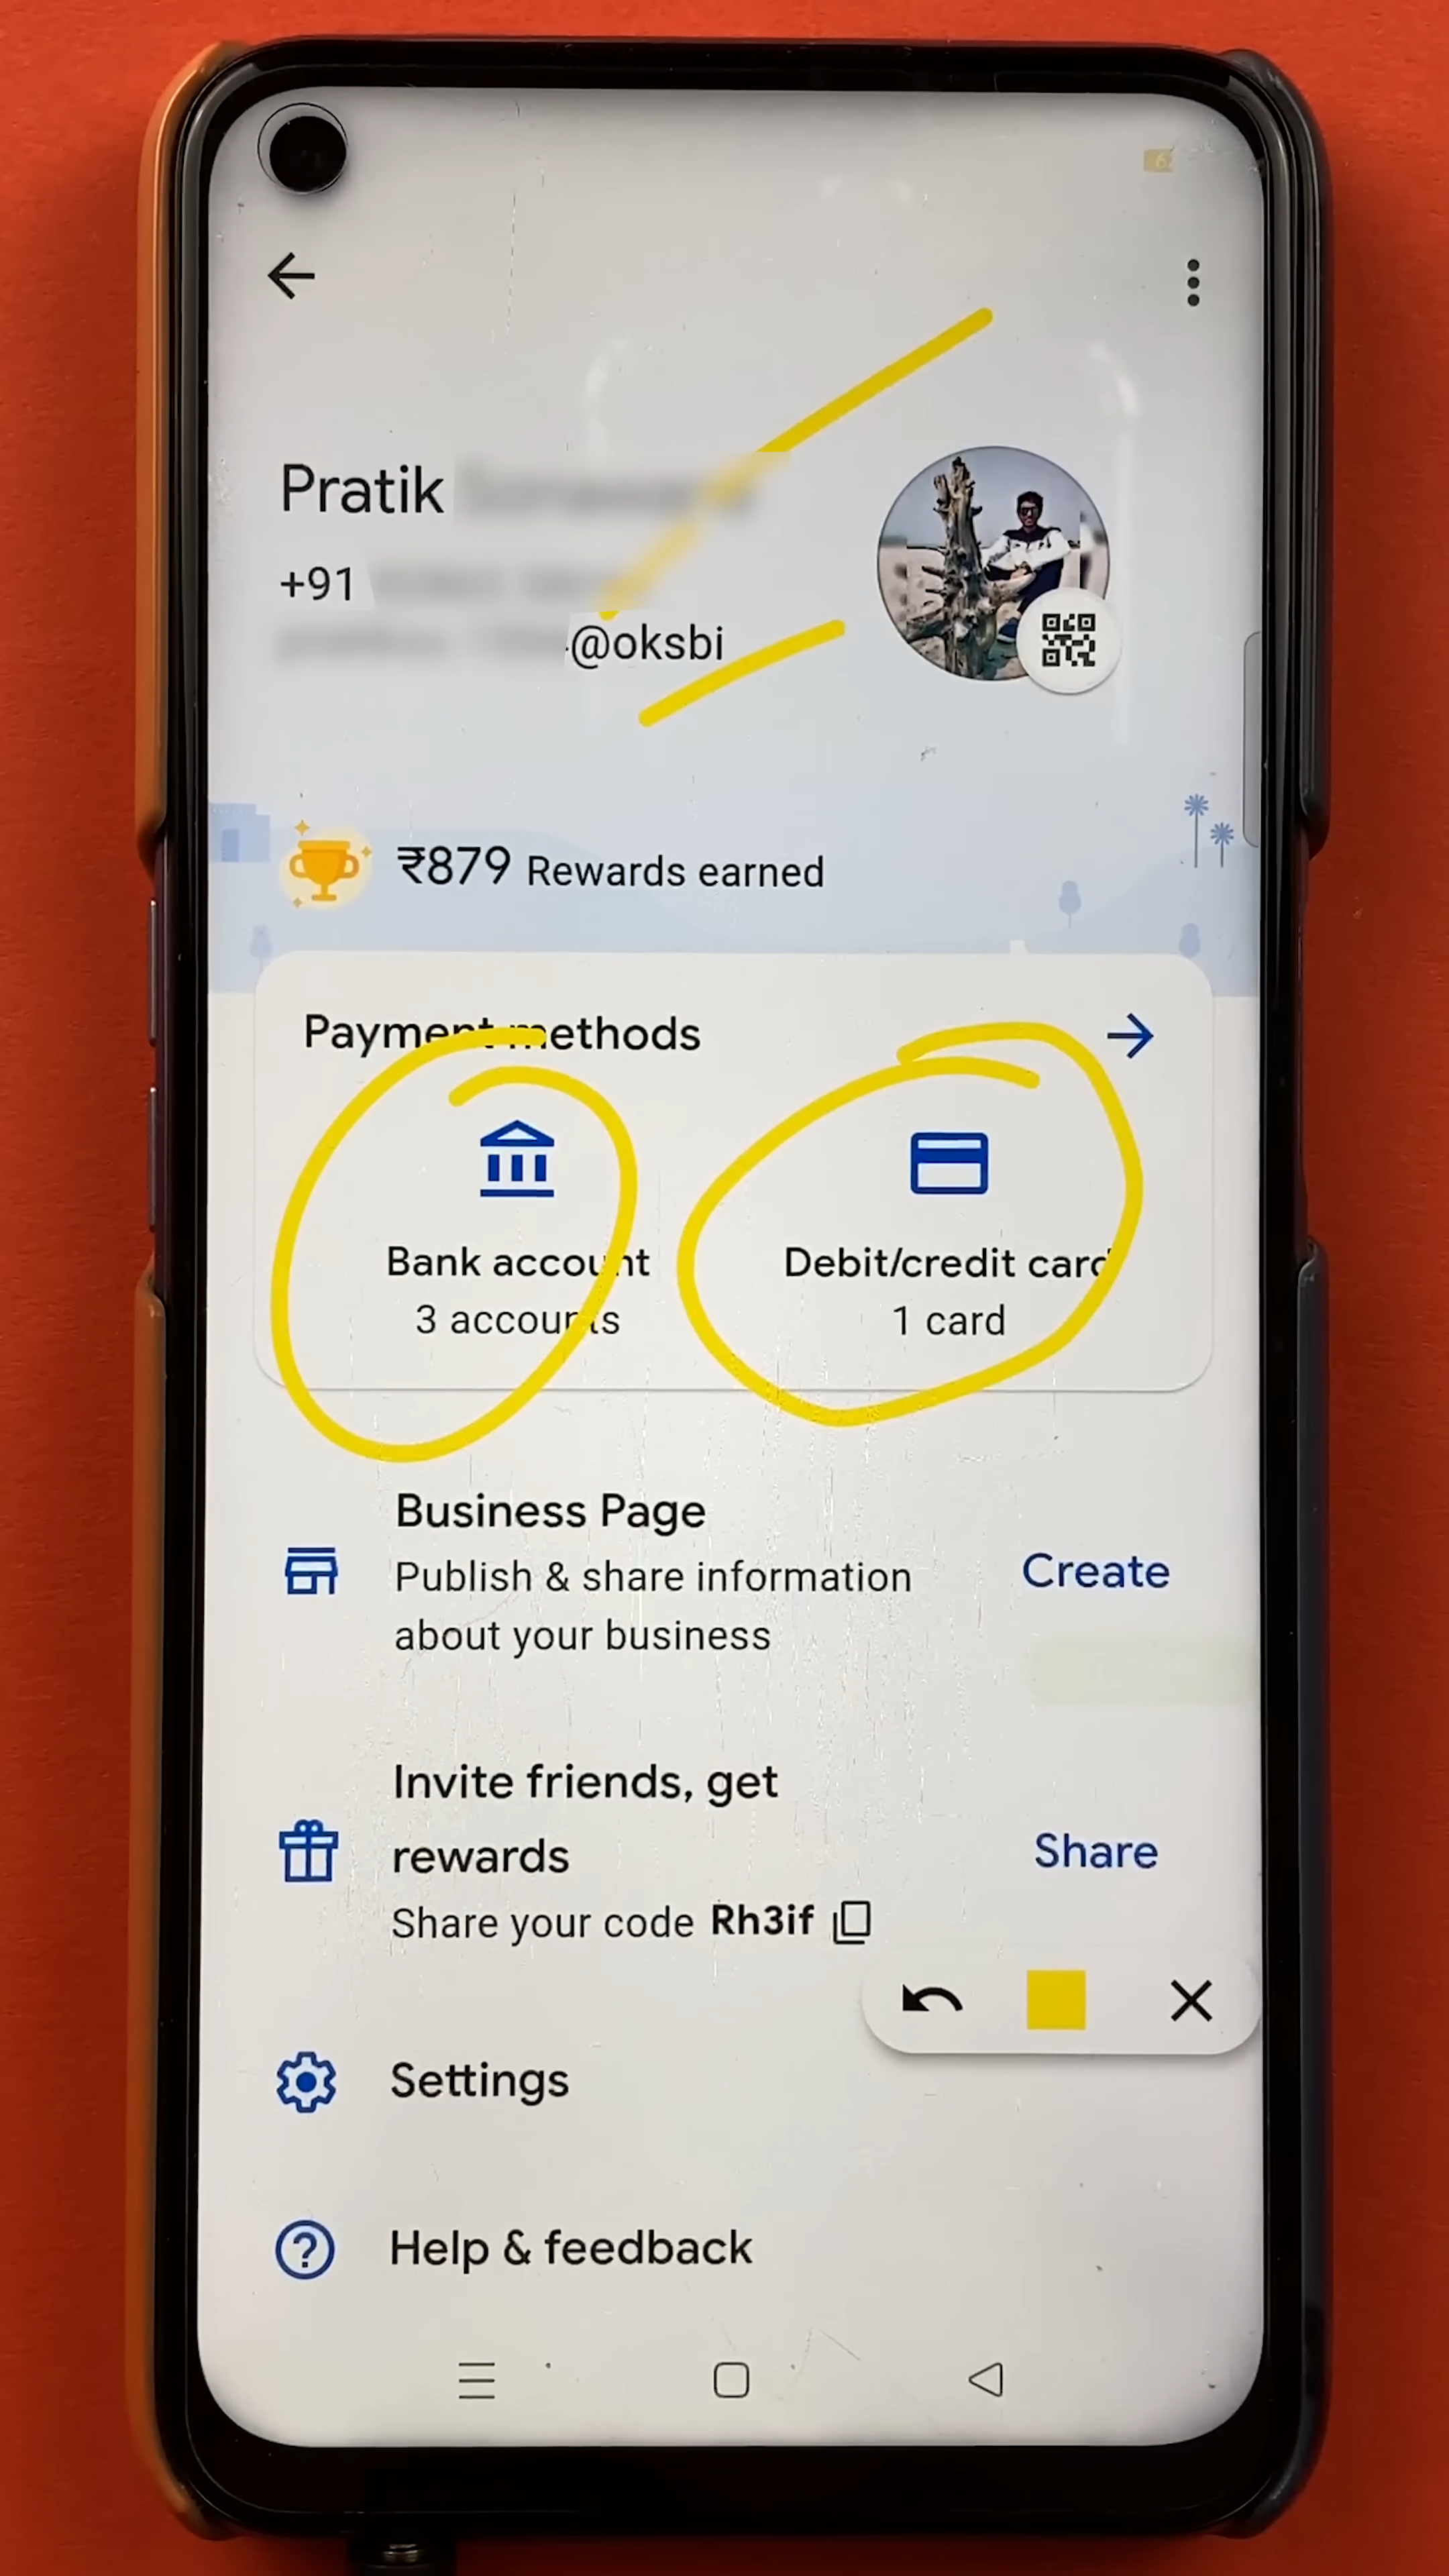 Pratik
+91
@oksbi
₹879 Rewards earned
Payment methods
Bank account
3 accounts
Debit/credit card
1 card
Business Page
Publish & share information
about your business
Create
Invite friends, get
rewards
Share your code Rh3if
Share
Settings
Help & feedback